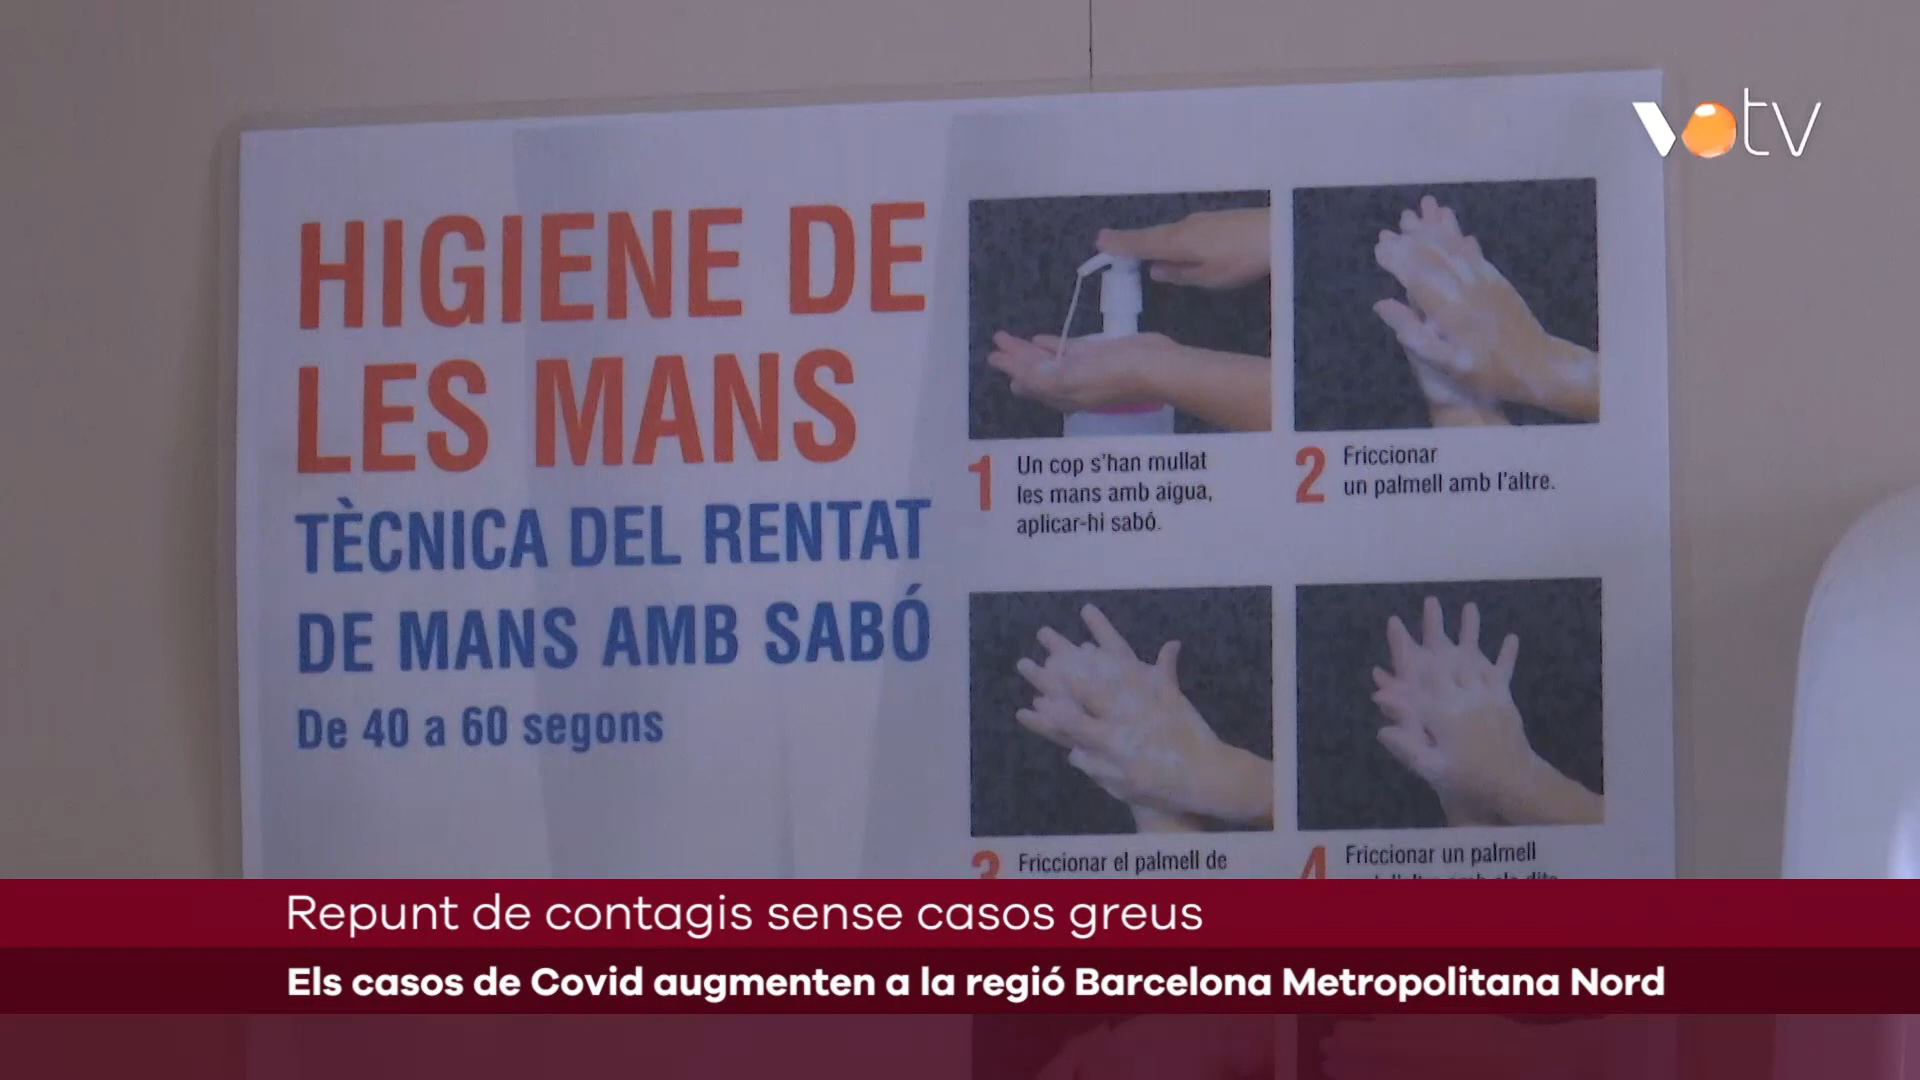 votv
HIGIENE DE
LES MANS
TÈCNICA DEL RENTAT
DE MANS AMB SABÓ
De 40 a 60 segons
1 Un cop s'han mullat
les mans amb aigua,
aplicar-hi sabó.
2 Friccionar
un palmell amb l'altre.
3 Friccionar el palmell de
4 Friccionar un palmell
Repunt de contagis sense casos greus
Els casos de Covid augmenten a la regió Barcelona Metropolitana Nord